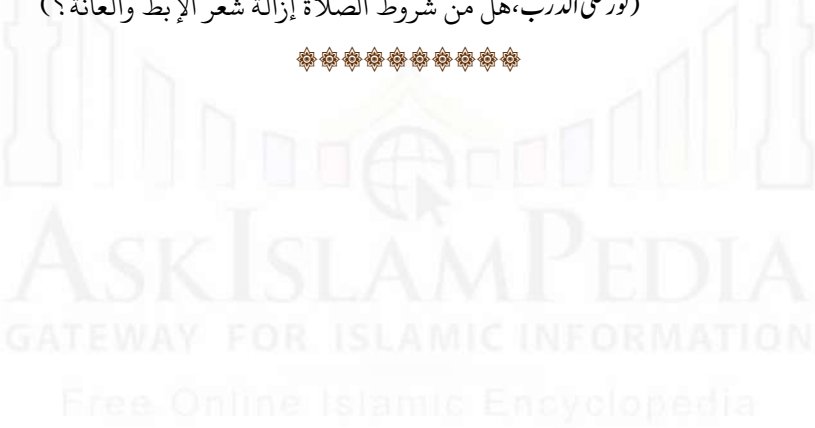 (نور علی الدرب،هل من شروط الصلاة إزالة شعر الإبط والعانة؟)
ASKISLAMPEDIA
GATEWAY FOR ISLAMIC INFORMATION
Free Online Islamic Encyclopedia